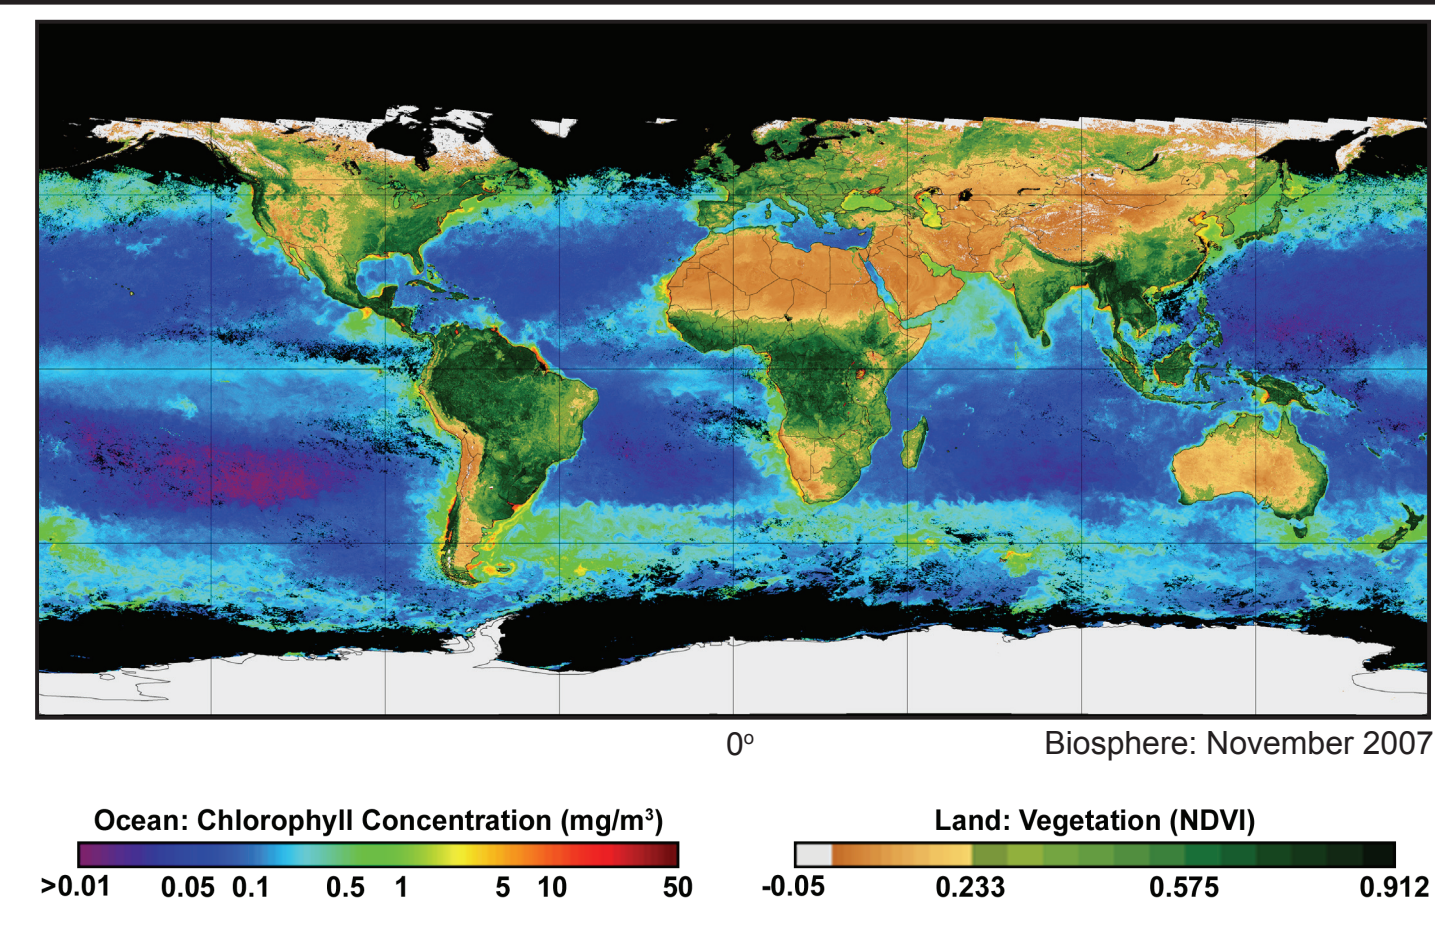 0º
Biosphere: November 2007
Ocean: Chlorophyll Concentration (mg/m³)
>0.01 0.05 0.1 0.5 1 5 10 50
Land: Vegetation (NDVI)
-0.05 0.233 0.575 0.912